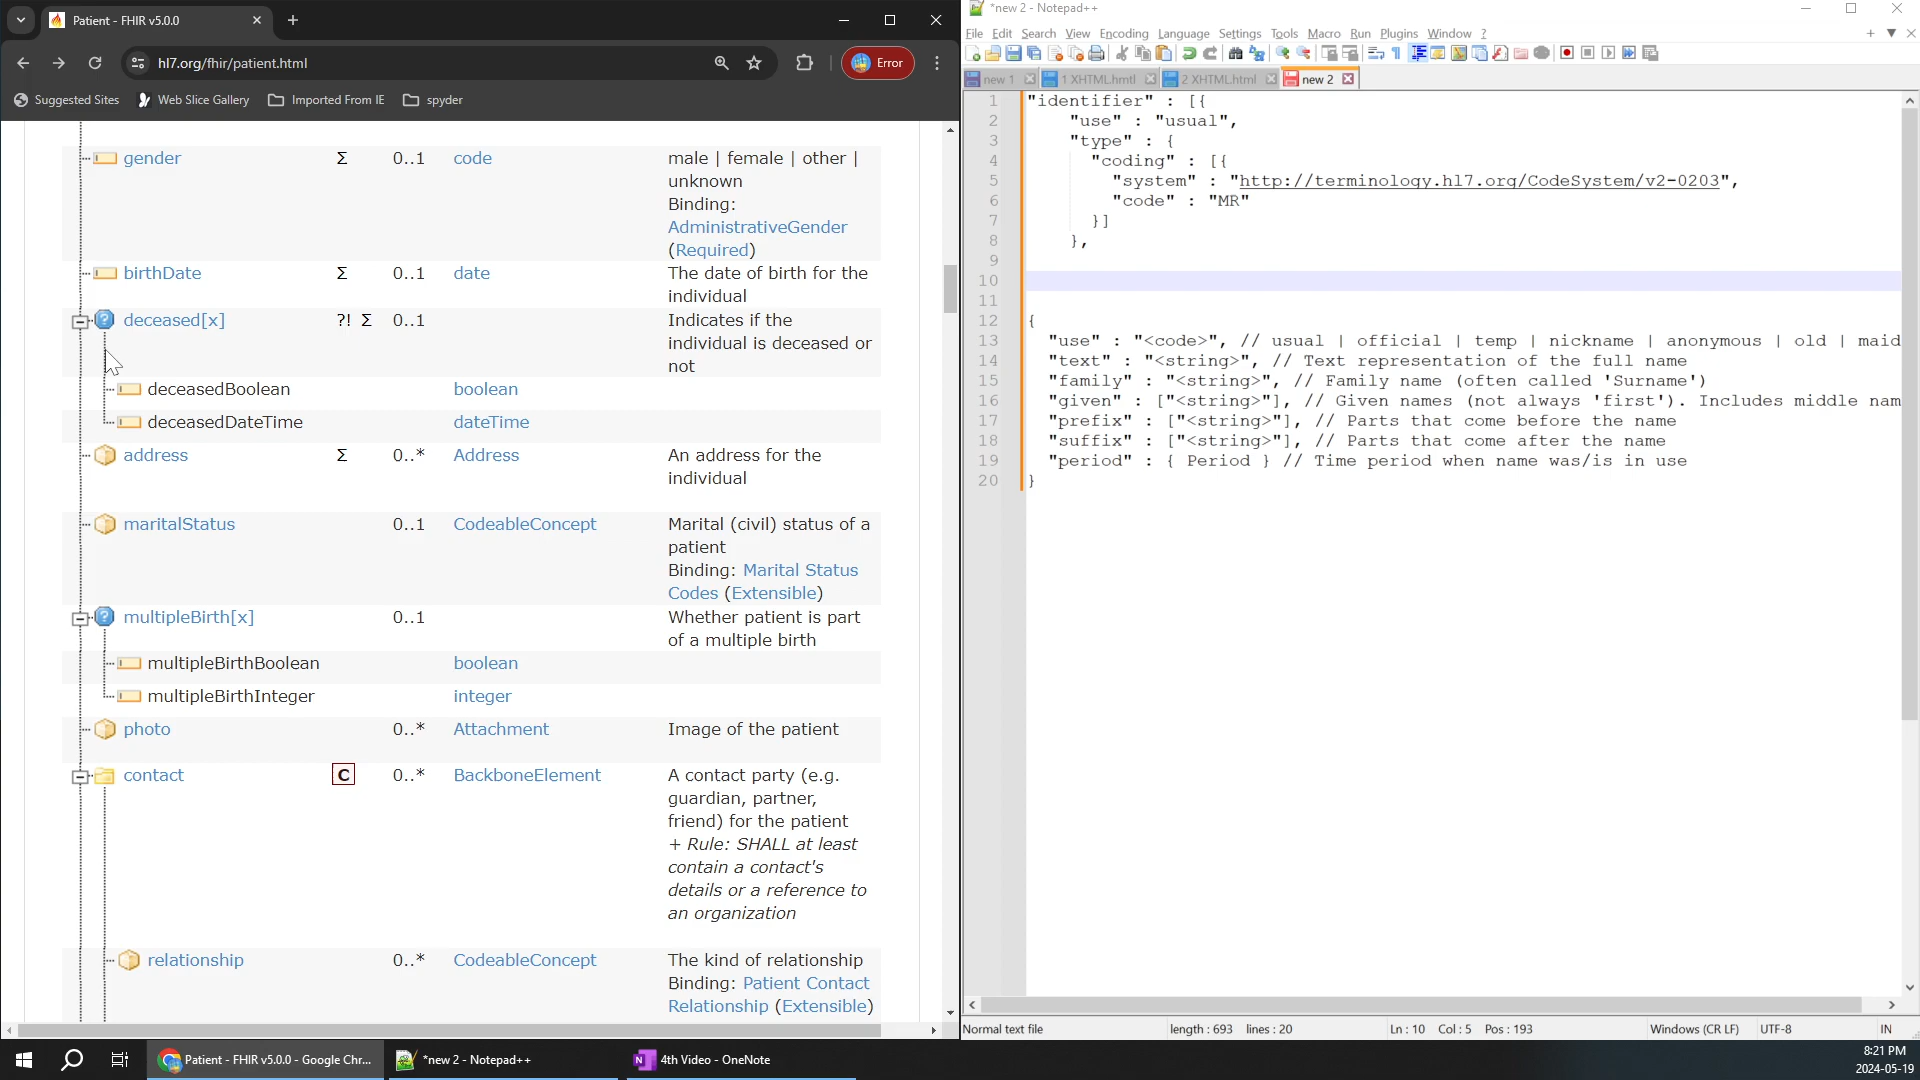 Patient - FHIR v5.0.0
hl7.org/fhir/patient.html
Error
Suggested Sites
Web Slice Gallery
Imported From IE
spyder
gender Σ 0..1 code male | female | other |
unknown
Binding:
AdministrativeGender
(Required)
birthDate Σ 0..1 date The date of birth for the
individual
deceased[x] ?! Σ 0..1 Indicates if the
individual is deceased or
not
deceasedBoolean boolean
deceasedDateTime dateTime
address Σ 0..* Address An address for the
individual
maritalStatus 0..1 CodeableConcept Marital (civil) status of a
patient
Binding: Marital Status
Codes (Extensible)
multipleBirth[x] 0..1 Whether patient is part
of a multiple birth
multipleBirthBoolean boolean
multipleBirthInteger integer
photo 0..* Attachment Image of the patient
contact C 0..* BackboneElement A contact party (e.g.
guardian, partner,
friend) for the patient
+ Rule: SHALL at least
contain a contact's
details or a reference to
an organization
relationship 0..* CodeableConcept The kind of relationship
Binding: Patient Contact
Relationship (Extensible)
*new 2 - Notepad++
File Edit Search View Encoding Language Settings Tools Macro Run Plugins Window ?
new 1 1 XHTML.hmtl 2 XHTML.html new 2
1 "identifier" : [{
2 "use" : "usual",
3 "type" : {
4 "coding" : [{
5 "system" : "http://terminology.hl7.org/CodeSystem/v2-0203",
6 "code" : "MR"
7 }]
8 },
9
10
11
12 {
13 "use" : "<code>", // usual | official | temp | nickname | anonymous | old | maid
14 "text" : "<string>", // Text representation of the full name
15 "family" : "<string>", // Family name (often called 'Surname')
16 "given" : ["<string>"], // Given names (not always 'first'). Includes middle nam
17 "prefix" : ["<string>"], // Parts that come before the name
18 "suffix" : ["<string>"], // Parts that come after the name
19 "period" : { Period } // Time period when name was/is in use
20 }
Normal text file length : 693 lines : 20 Ln : 10 Col : 5 Pos : 193 Windows (CR LF) UTF-8 IN
Patient - FHIR v5.0.0 - Google Chr...
*new 2 - Notepad++
4th Video - OneNote
8:21 PM
2024-05-19